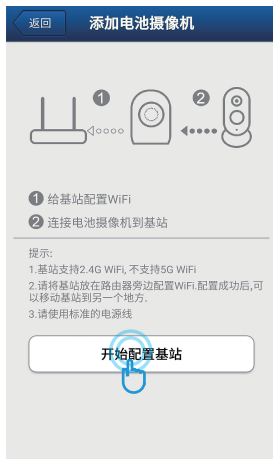 返回
添加电池摄像机
1
2
1 给基站配置WiFi
2 连接电池摄像机到基站
提示:
1.基站支持2.4G WiFi, 不支持5G WiFi
2.请将基站放在路由器旁边配置WiFi.配置成功后,可
以移动基站到另一个地方.
3.请使用标准的电源线
开始配置基站